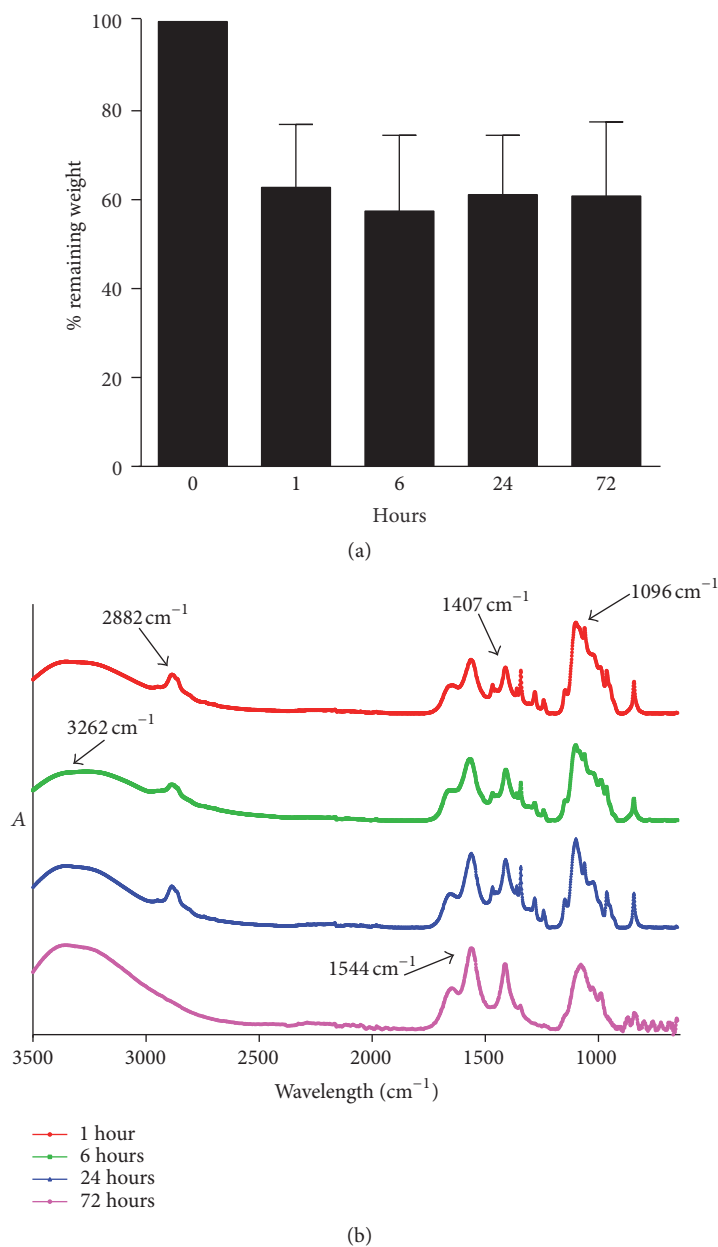 100
80
60
40
20
0
% remaining weight
0 1 6 24 72
Hours
(a)
2882 cm⁻¹
1407 cm⁻¹
1096 cm⁻¹
3262 cm⁻¹
A
1544 cm⁻¹
3500 3000 2500 2000 1500 1000
Wavelength (cm⁻¹)
1 hour
6 hours
24 hours
72 hours
(b)